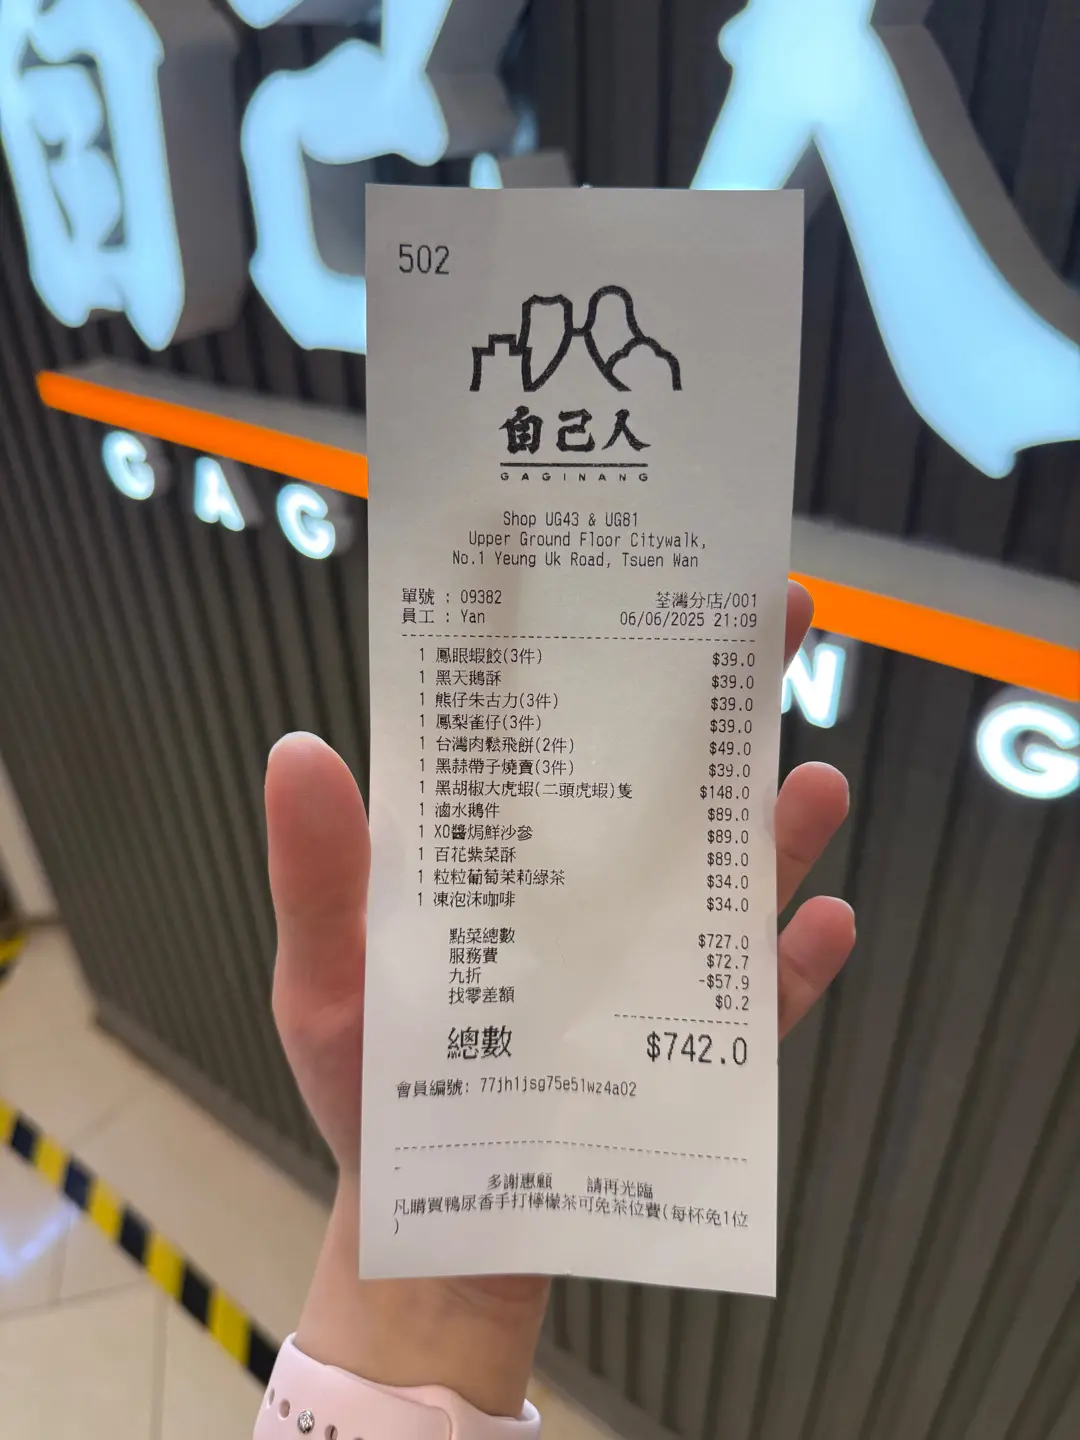 自己人
GAG
NG
502
自己人
GAGINANG
Shop UG43 & UG81
Upper Ground Floor Citywalk,
No.1 Yeung Uk Road, Tsuen Wan
單號 : 09382 荃灣分店/001
員工 : Yan 06/06/2025 21:09
1 鳳眼蝦餃(3件) $39.0
1 黑天鵝酥 $39.0
1 熊仔朱古力(3件) $39.0
1 鳳梨雀仔(3件) $39.0
1 台灣肉鬆飛餅(2件) $49.0
1 黑蒜帶子燒賣(3件) $39.0
1 黑胡椒大虎蝦(二頭虎蝦)隻 $148.0
1 滷水鵝件 $89.0
1 XO醬焗鮮沙參 $89.0
1 百花紫菜酥 $89.0
1 粒粒葡萄茉莉綠茶 $34.0
1 凍泡沫咖啡 $34.0
點菜總數 $727.0
服務費 $72.7
九折 -$57.9
找零差額 $0.2
總數 $742.0
會員編號: 77jh1jsg75e51wz4a02
多謝惠顧 請再光臨
凡購買鴨尿香手打檸檬茶可免茶位費(每杯免1位
)